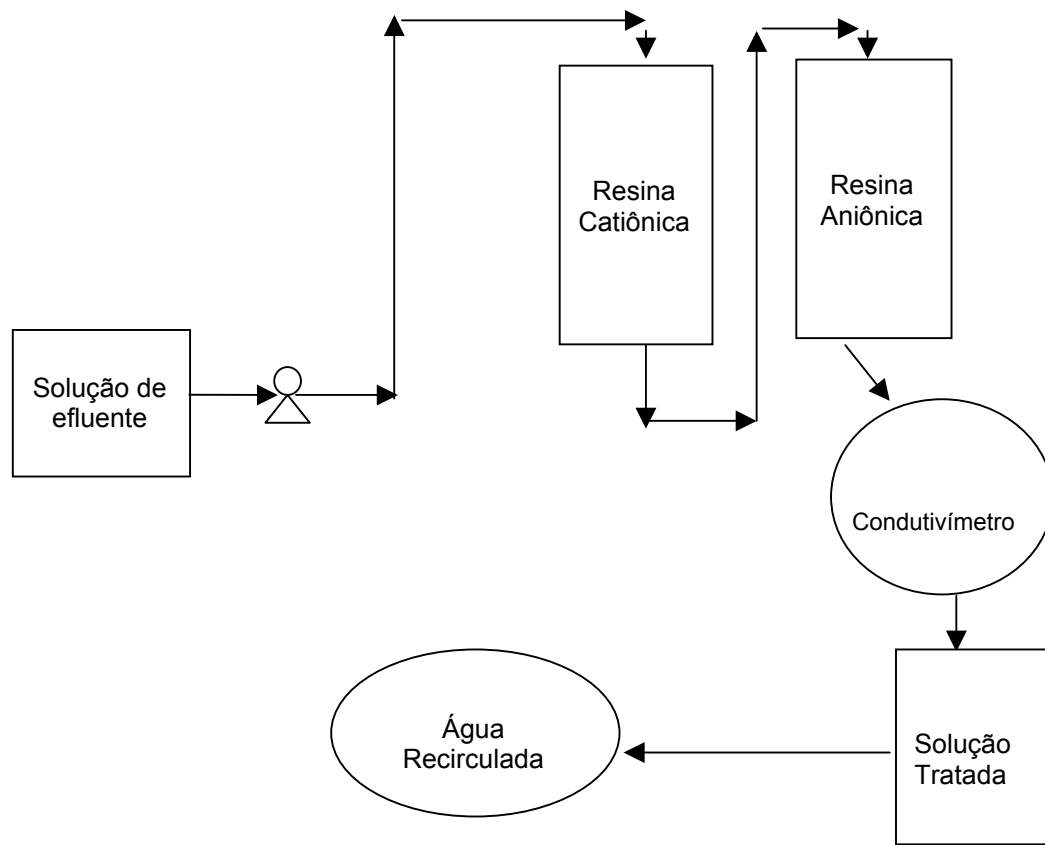 Solução de
efluente
Resina
Catiônica
Resina
Aniônica
Condutivímetro
Solução
Tratada
Água
Recirculada